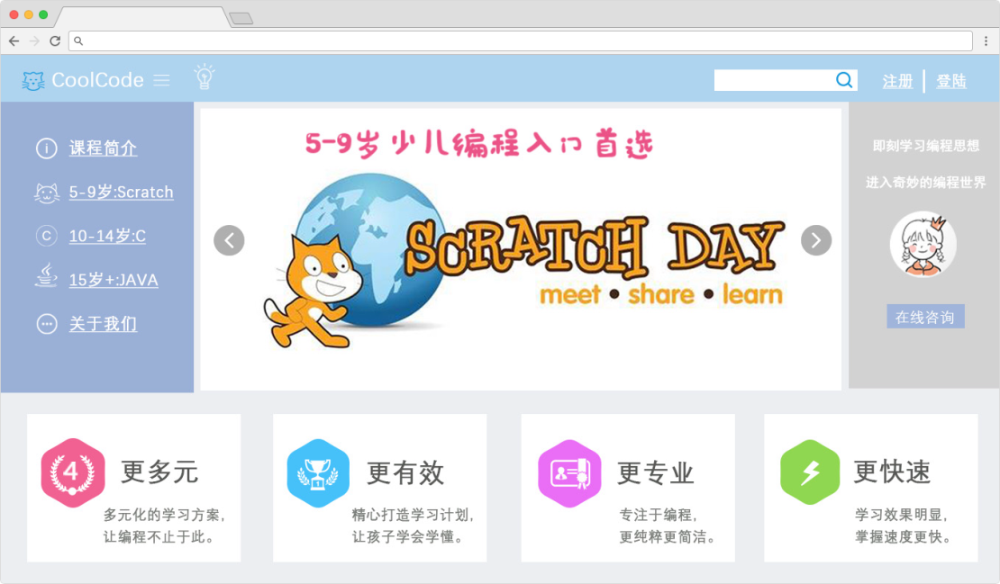 CoolCode
注册
登陆
课程简介
5-9岁:Scratch
C
10-14岁:C
15岁+:JAVA
关于我们
5-9岁少儿编程入门首选
SCRATCH DAY
meet • share • learn
即刻学习编程思想
进入奇妙的编程世界
在线咨询
4
更多元
多元化的学习方案,
让编程不止于此。
1
更有效
精心打造学习计划,
让孩子学会学懂。
更专业
专注于编程,
更纯粹更简洁。
更快速
学习效果明显,
掌握速度更快。